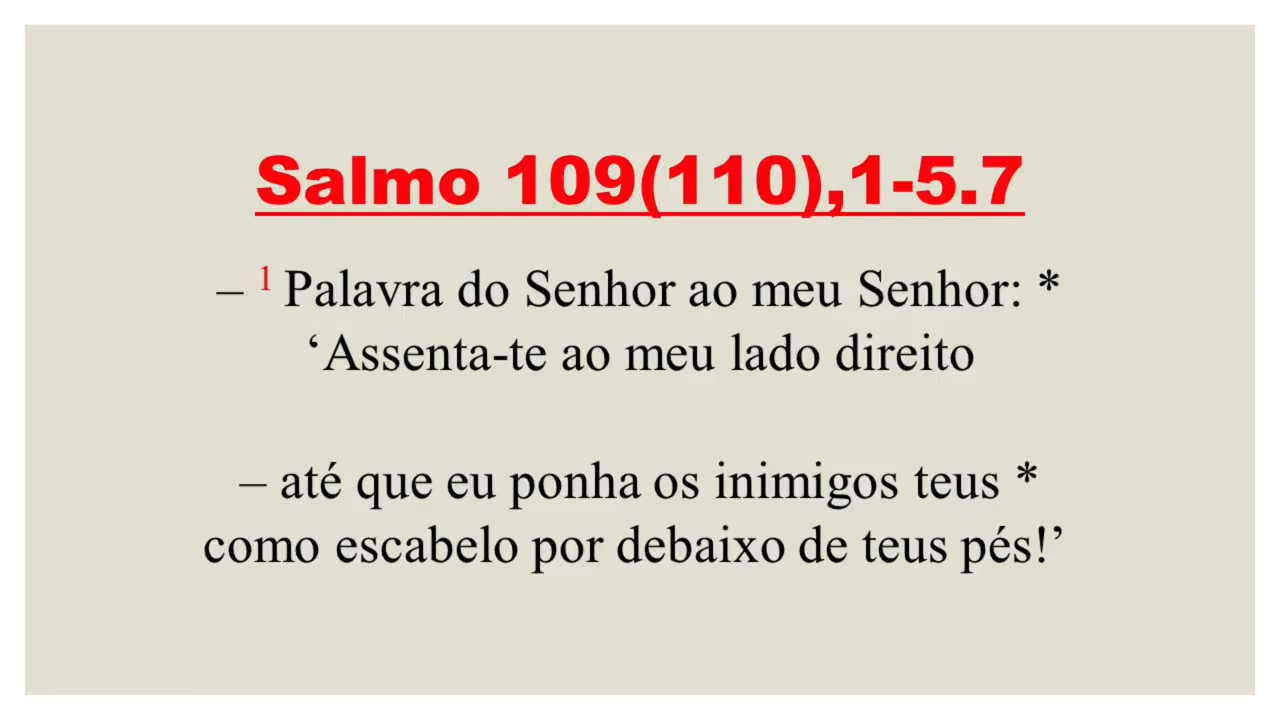 Salmo 109(110),1-5.7
– 1 Palavra do Senhor ao meu Senhor: *
‘Assenta-te ao meu lado direito
– até que eu ponha os inimigos teus *
como escabelo por debaixo de teus pés!’